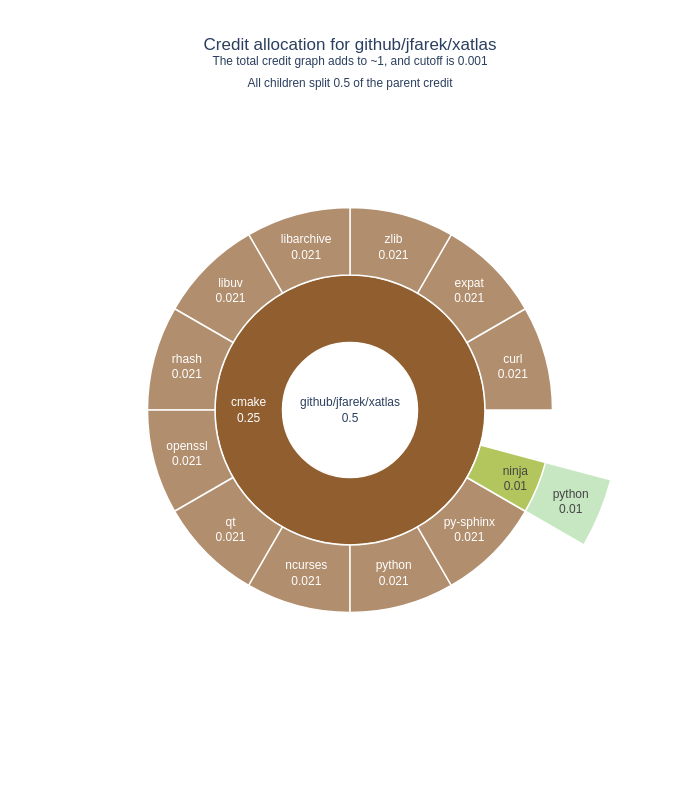 Credit allocation for github/jfarek/xatlas
The total credit graph adds to ~1, and cutoff is 0.001
All children split 0.5 of the parent credit
libarchive
0.021
zlib
0.021
libuv
0.021
expat
0.021
rhash
0.021
curl
0.021
cmake
0.25
github/jfarek/xatlas
0.5
openssl
0.021
ninja
0.01
python
0.01
qt
0.021
py-sphinx
0.021
ncurses
0.021
python
0.021